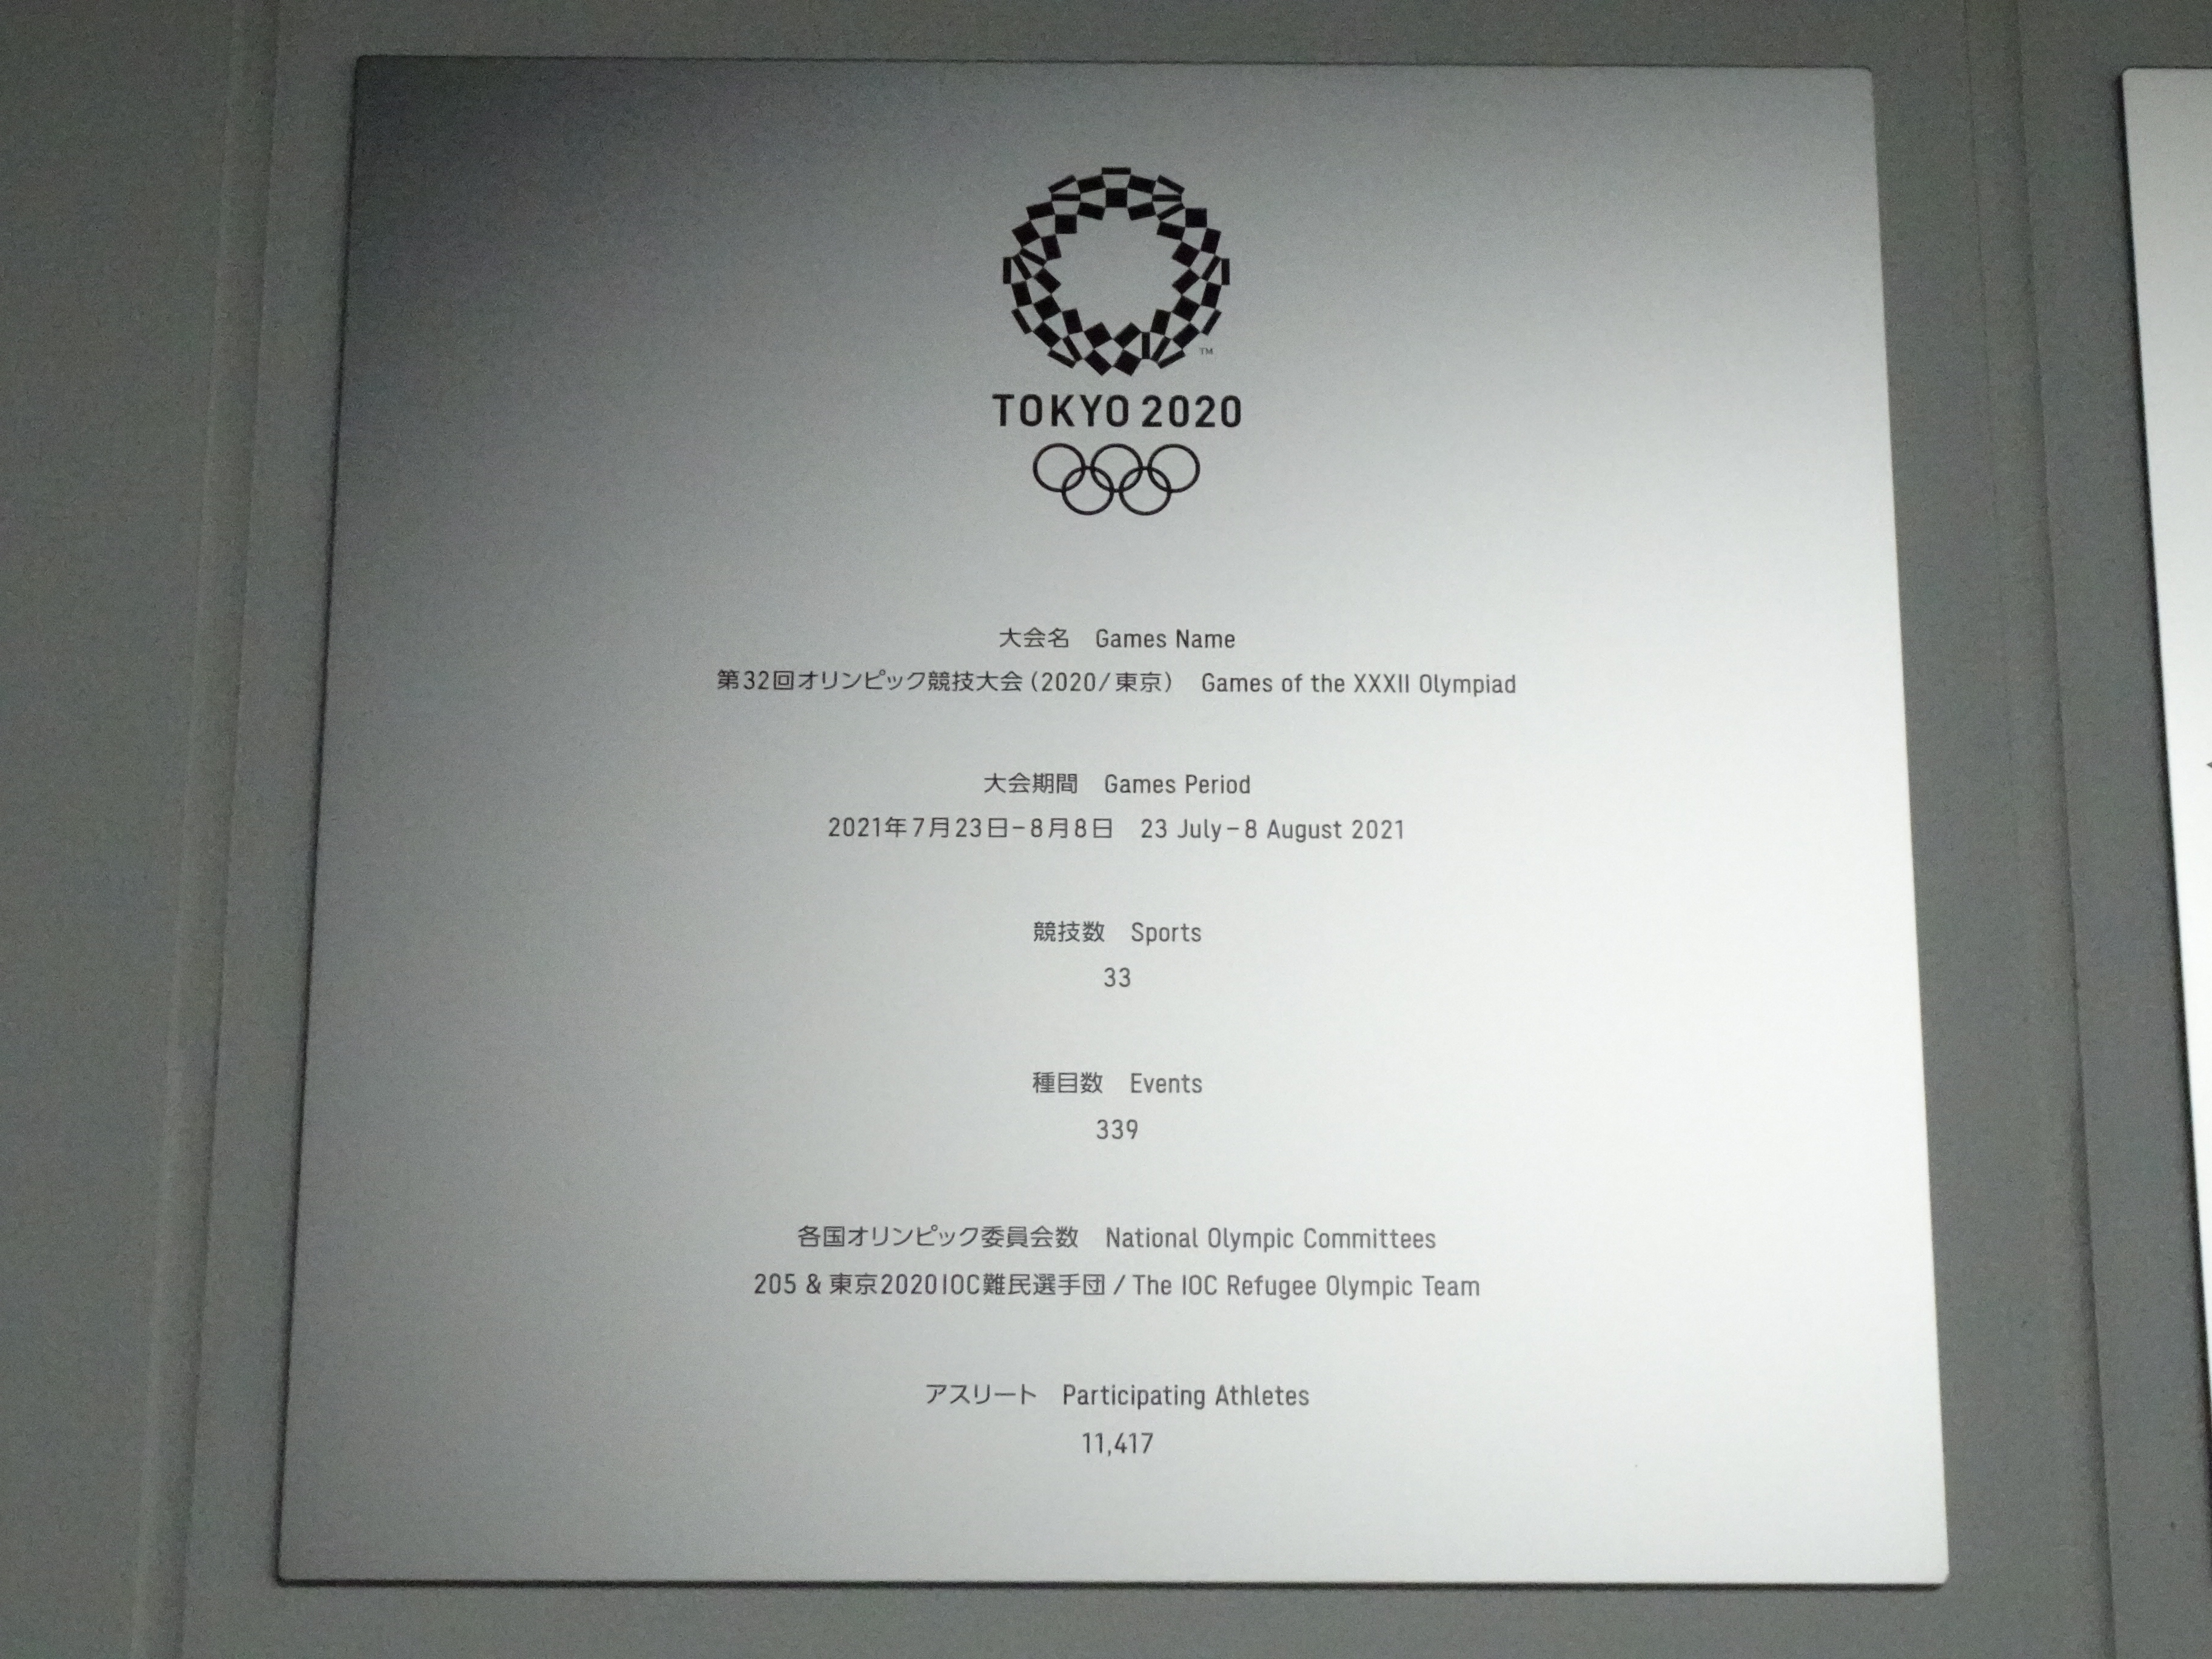 TM
TOKYO 2020
大会名　Games Name
第32回オリンピック競技大会（2020/東京）　Games of the XXXII Olympiad
大会期間　Games Period
2021年7月23日−8月8日　23 July−8 August 2021
競技数　Sports
33
種目数　Events
339
各国オリンピック委員会数　National Olympic Committees
205 & 東京2020IOC難民選手団 / The IOC Refugee Olympic Team
アスリート　Participating Athletes
11,417